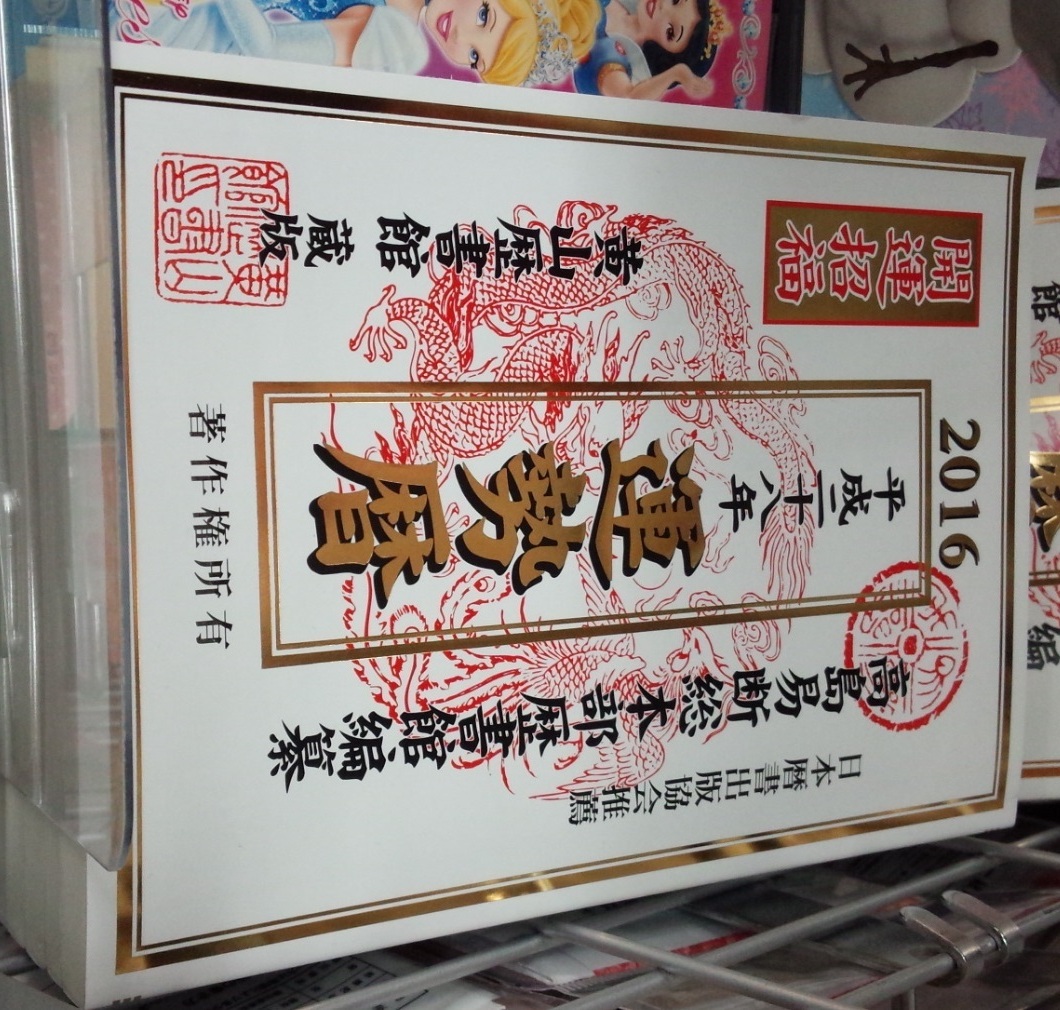 2016
日本暦書出版協会推薦
高島易断総本部暦書館編纂
平成二十八年
運勢暦
開運招福
黄山暦書館蔵版
著作権所有
館
編